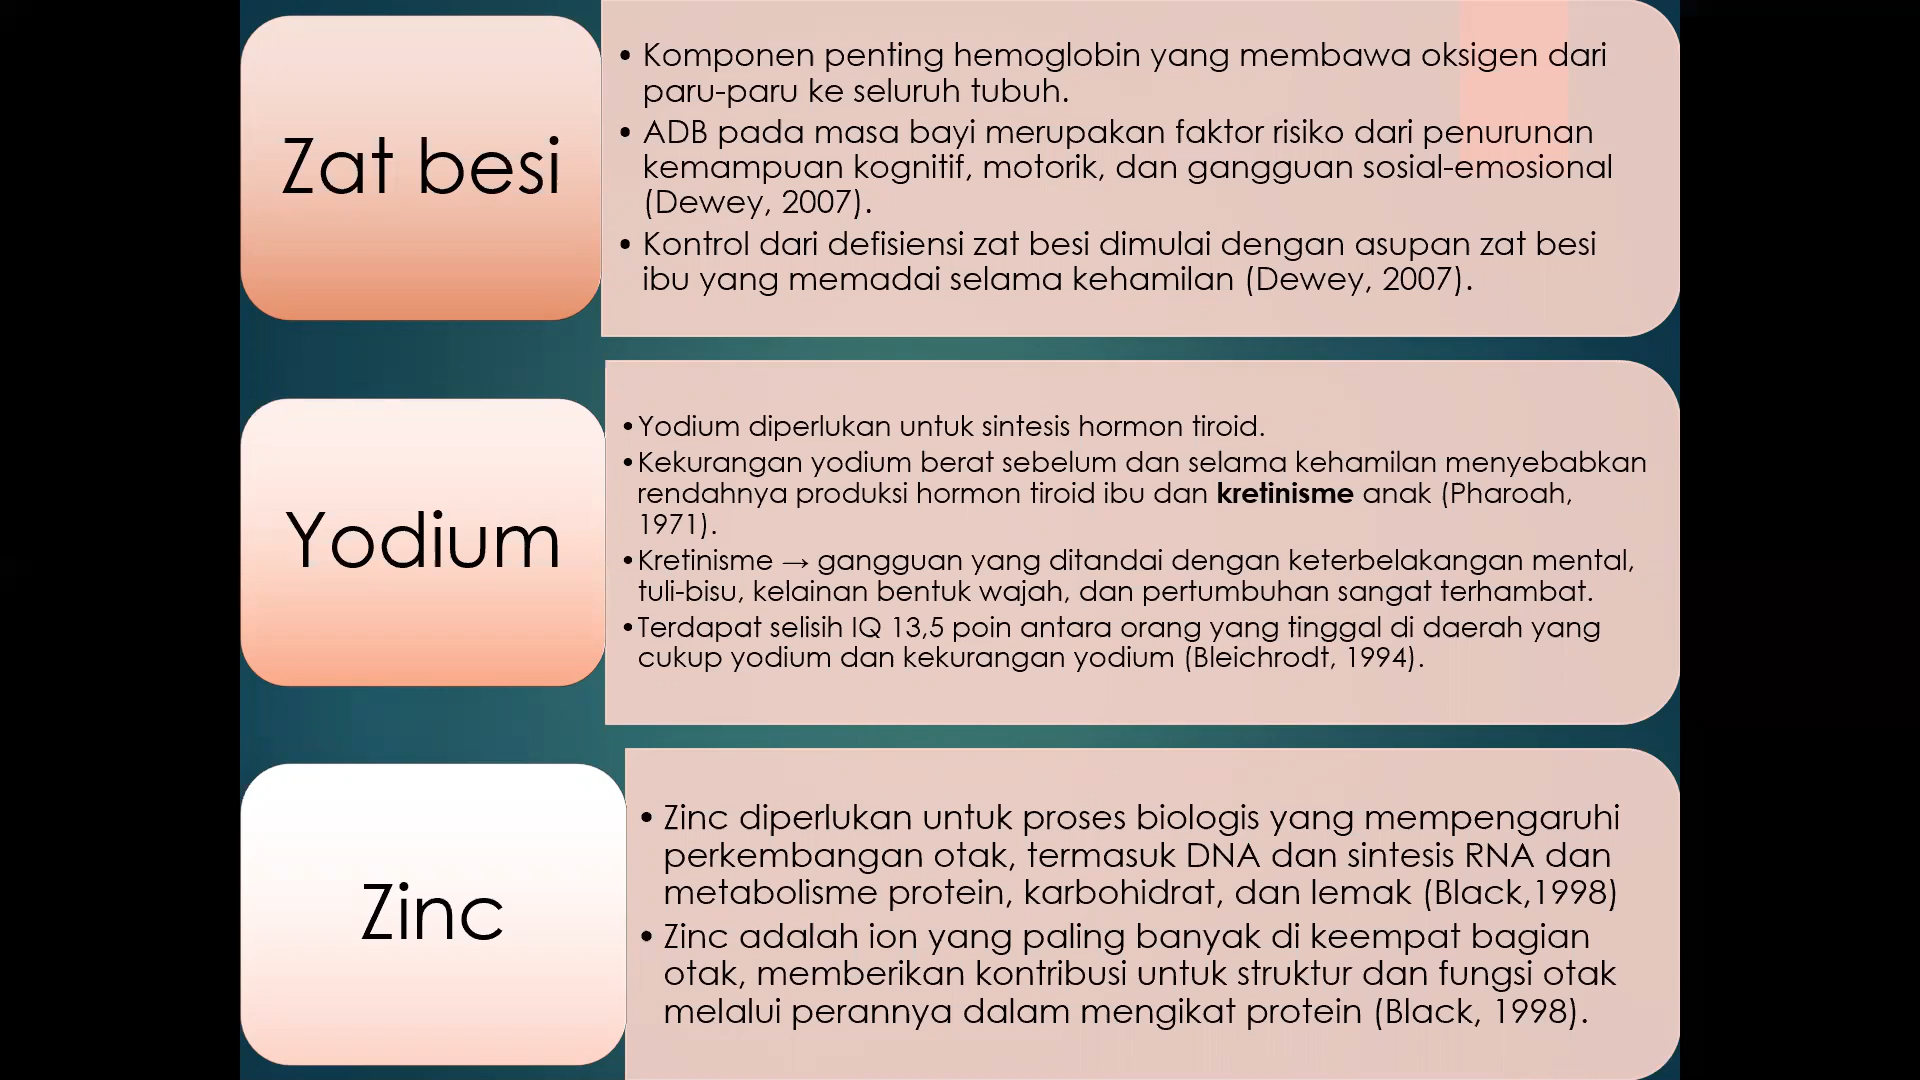 Zat besi
• Komponen penting hemoglobin yang membawa oksigen dari
paru-paru ke seluruh tubuh.
• ADB pada masa bayi merupakan faktor risiko dari penurunan
kemampuan kognitif, motorik, dan gangguan sosial-emosional
(Dewey, 2007).
• Kontrol dari defisiensi zat besi dimulai dengan asupan zat besi
ibu yang memadai selama kehamilan (Dewey, 2007).
Yodium
•Yodium diperlukan untuk sintesis hormon tiroid.
•Kekurangan yodium berat sebelum dan selama kehamilan menyebabkan
rendahnya produksi hormon tiroid ibu dan kretinisme anak (Pharoah,
1971).
•Kretinisme → gangguan yang ditandai dengan keterbelakangan mental,
tuli-bisu, kelainan bentuk wajah, dan pertumbuhan sangat terhambat.
•Terdapat selisih IQ 13,5 poin antara orang yang tinggal di daerah yang
cukup yodium dan kekurangan yodium (Bleichrodt, 1994).
Zinc
• Zinc diperlukan untuk proses biologis yang mempengaruhi
perkembangan otak, termasuk DNA dan sintesis RNA dan
metabolisme protein, karbohidrat, dan lemak (Black,1998)
• Zinc adalah ion yang paling banyak di keempat bagian
otak, memberikan kontribusi untuk struktur dan fungsi otak
melalui perannya dalam mengikat protein (Black, 1998).